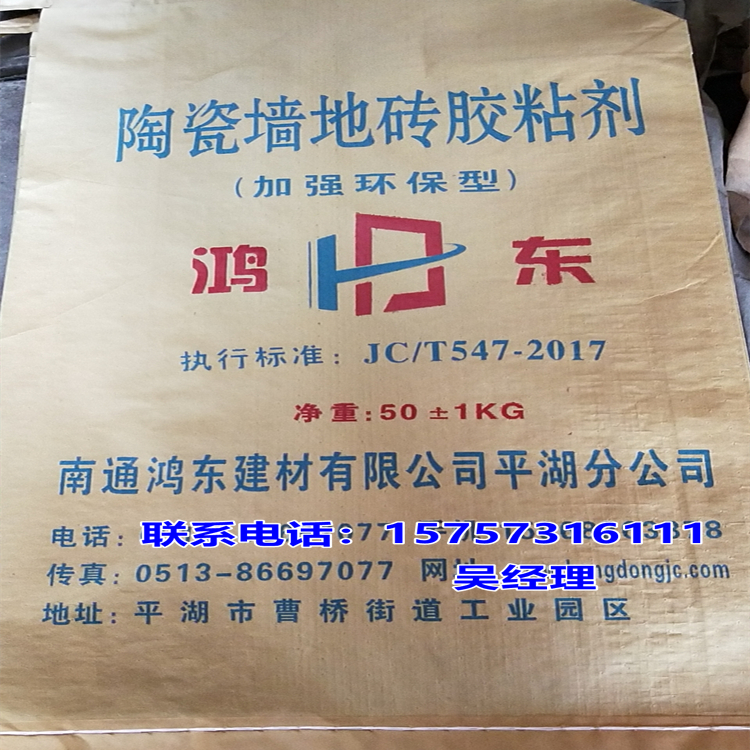 陶瓷墙地砖胶粘剂
(加强环保型)
鸿 东
执行标准: JC/T547-2017
净重:50±1KG
南通鸿东建材有限公司平湖分公司
电话:
联系电话:15757316111
传真:0513-86697077 网址
吴经理
地址:平湖市曹桥街道工业园区